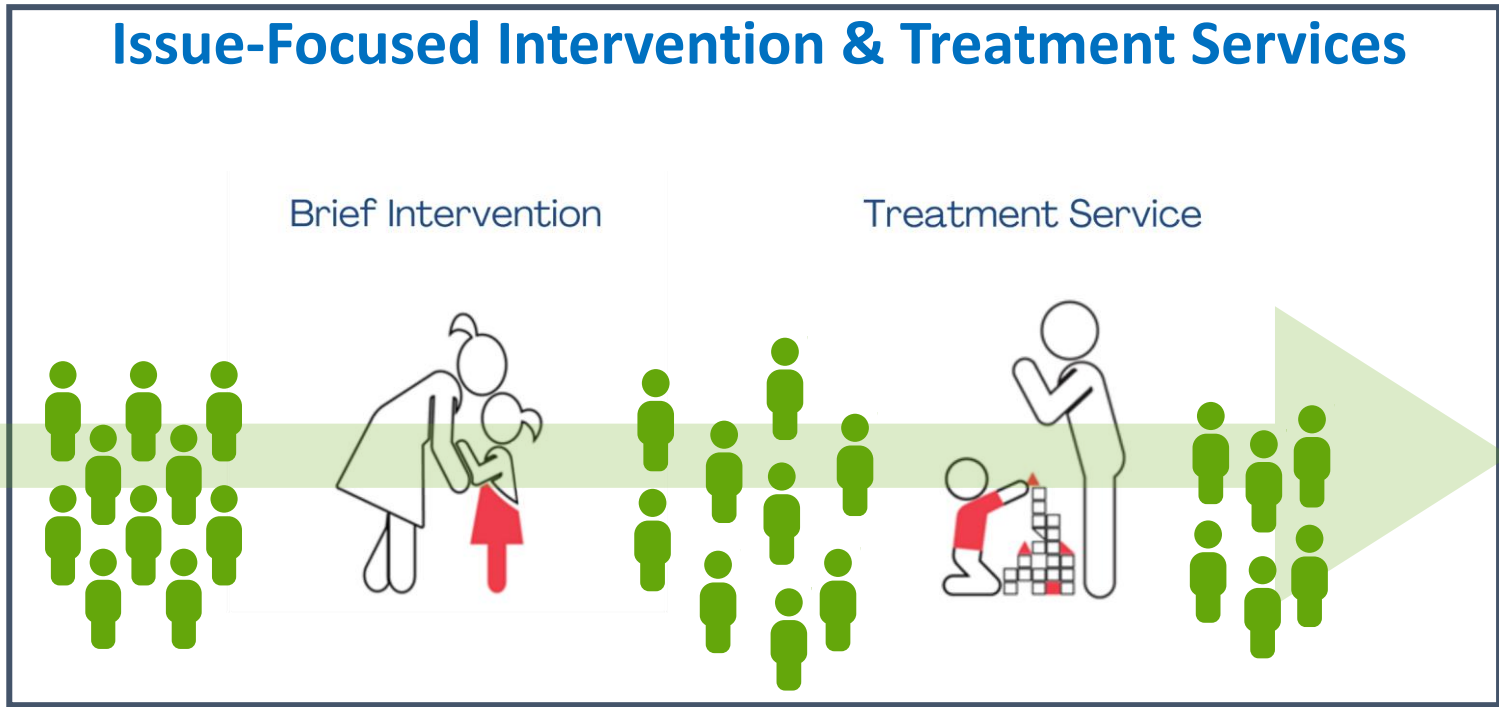 Issue-Focused Intervention & Treatment Services
Brief Intervention
Treatment Service